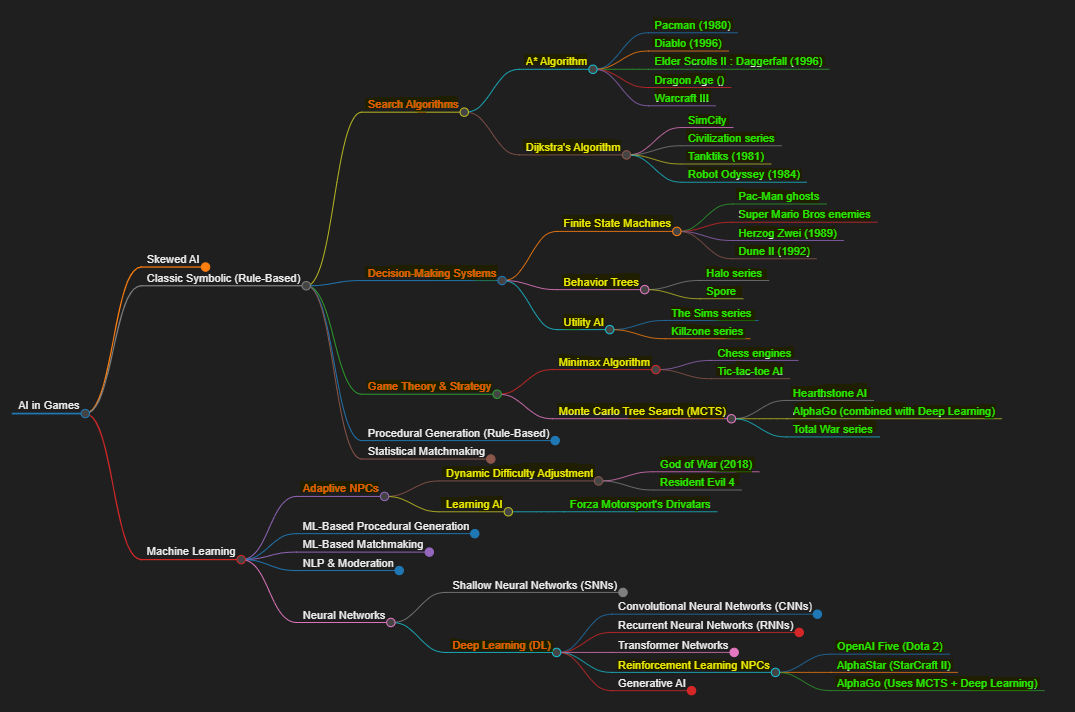 Pacman (1980)
Diablo (1996)
A* Algorithm
Elder Scrolls II : Daggerfall (1996)
Dragon Age ()
Warcraft III
Search Algorithms
SimCity
Civilization series
Dijkstra's Algorithm
Tanktiks (1981)
Robot Odyssey (1984)
Pac-Man ghosts
Super Mario Bros enemies
Finite State Machines
Herzog Zwei (1989)
Dune II (1992)
Skewed AI
Classic Symbolic (Rule-Based)
Decision-Making Systems
Halo series
Behavior Trees
Spore
The Sims series
Utility AI
Killzone series
Chess engines
Minimax Algorithm
Tic-tac-toe AI
Game Theory & Strategy
Hearthstone AI
Monte Carlo Tree Search (MCTS)
AlphaGo (combined with Deep Learning)
Total War series
AI in Games
Procedural Generation (Rule-Based)
Statistical Matchmaking
God of War (2018)
Dynamic Difficulty Adjustment
Resident Evil 4
Adaptive NPCs
Learning AI
Forza Motorsport's Drivatars
ML-Based Procedural Generation
ML-Based Matchmaking
Machine Learning
NLP & Moderation
Shallow Neural Networks (SNNs)
Neural Networks
Convolutional Neural Networks (CNNs)
Recurrent Neural Networks (RNNs)
Deep Learning (DL)
Transformer Networks
OpenAI Five (Dota 2)
Reinforcement Learning NPCs
AlphaStar (StarCraft II)
Generative AI
AlphaGo (Uses MCTS + Deep Learning)